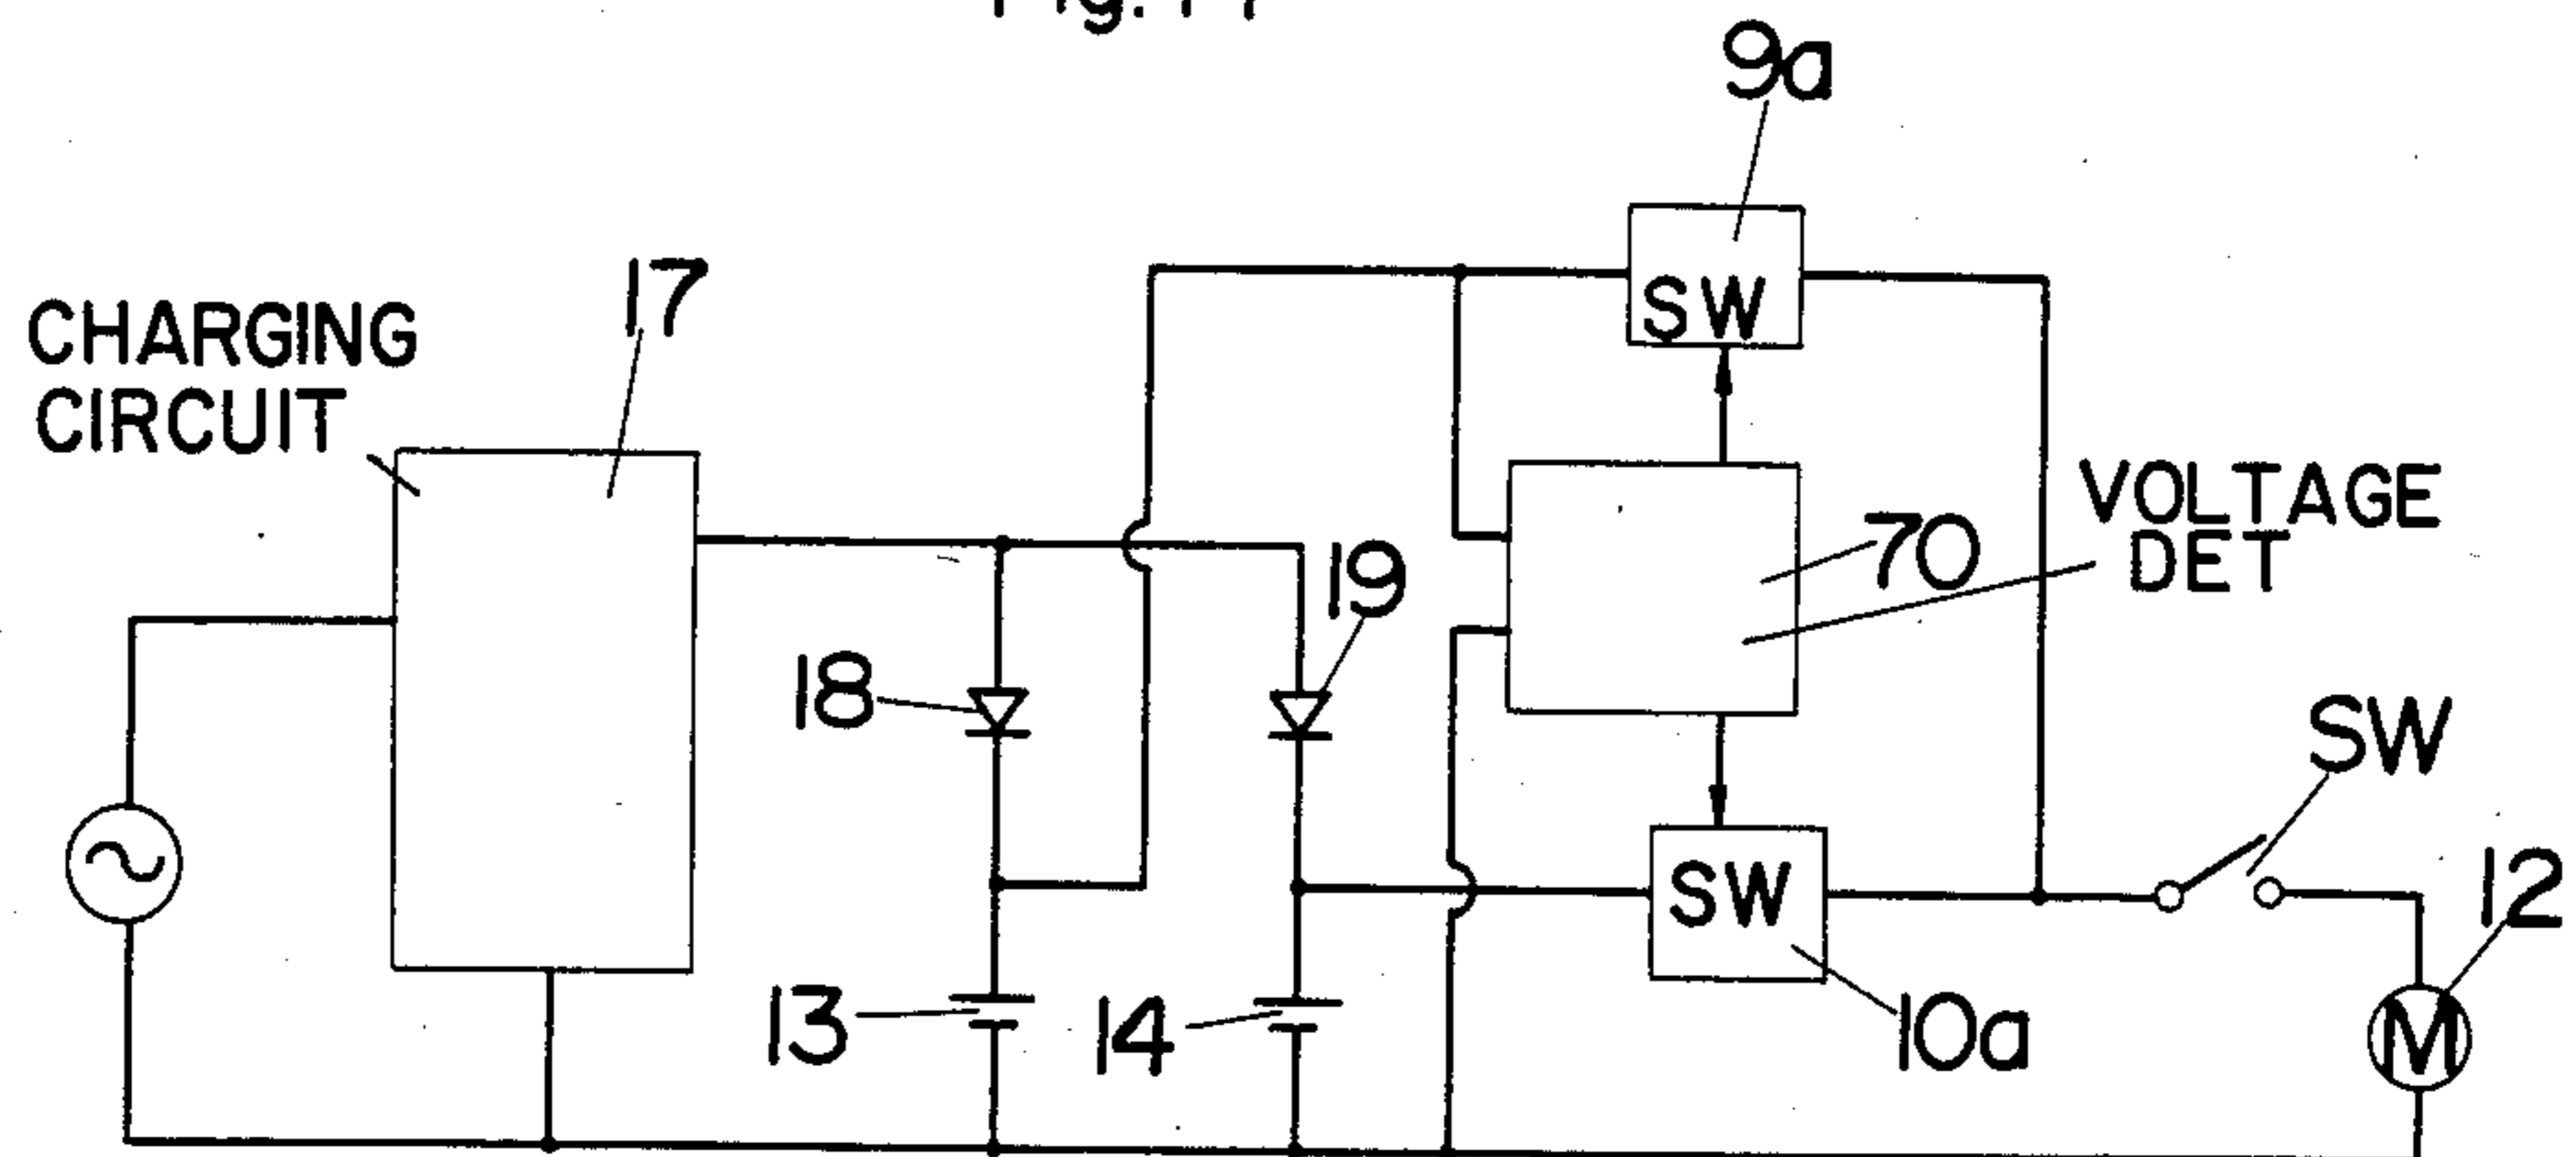 9a
17
CHARGING
CIRCUIT
SW
VOLTAGE
DET
70
19
18
SW
SW
12
13
14
10a
M